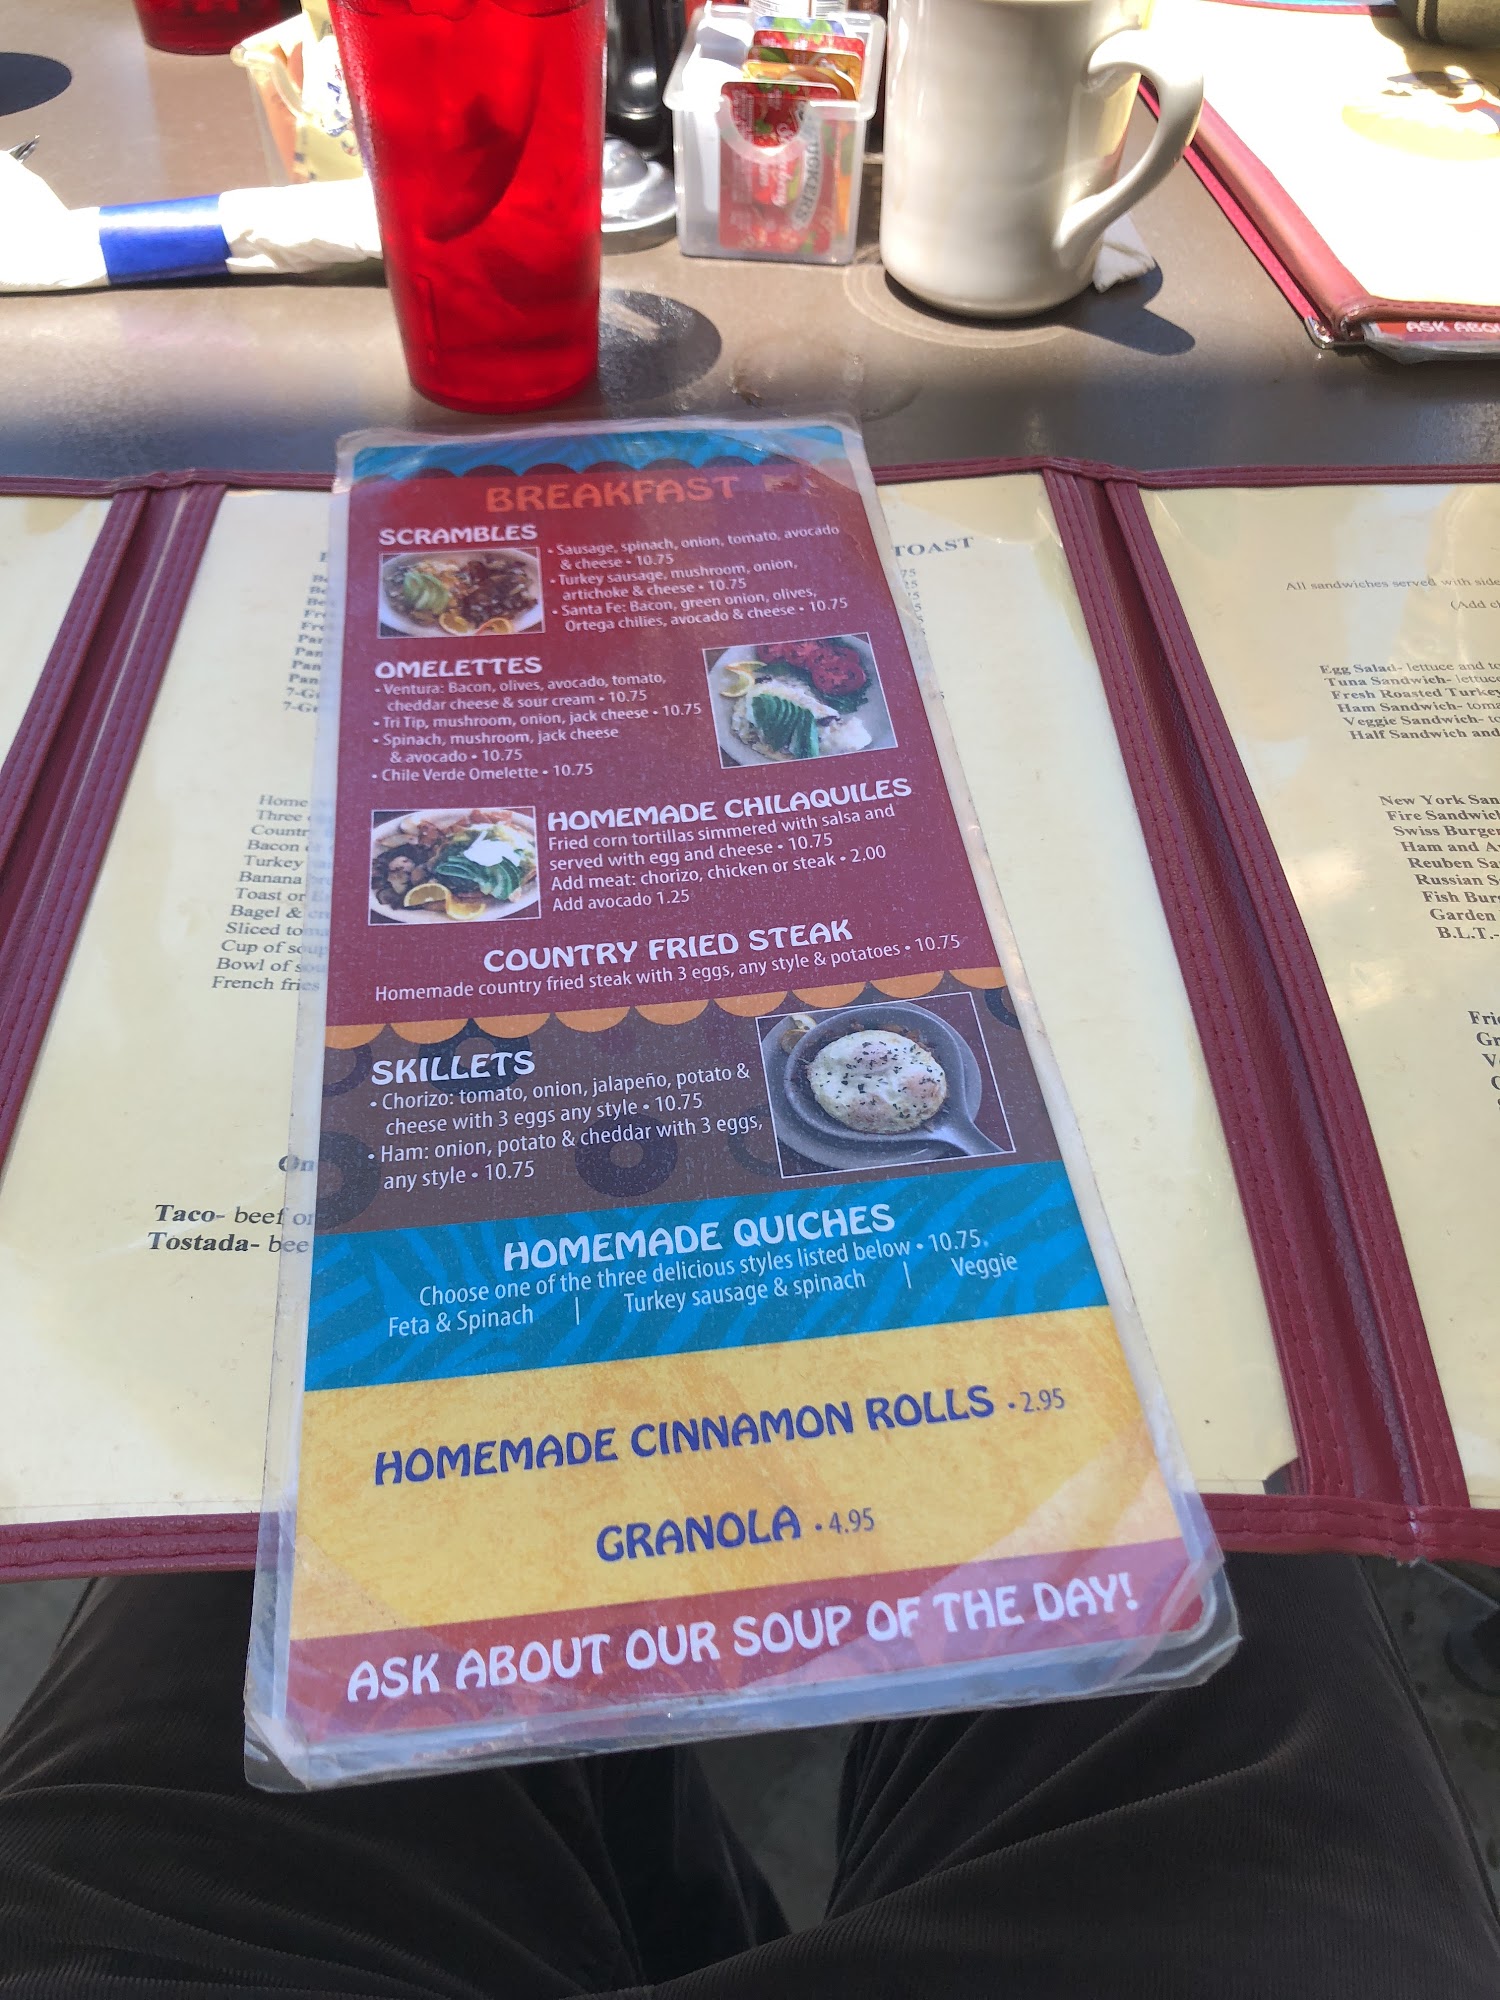 SMUCKERS
ASK ABOU
BREAKFAST
SCRAMBLES
• Sausage, spinach, onion, tomato, avocado
& cheese • 10.75
• Turkey sausage, mushroom, onion,
artichoke & cheese • 10.75
• Santa Fe: Bacon, green onion, olives,
Ortega chilies, avocado & cheese • 10.75
OMELETTES
• Ventura: Bacon, olives, avocado, tomato,
cheddar cheese & sour cream • 10.75
• Tri Tip, mushroom, onion, jack cheese • 10.75
• Spinach, mushroom, jack cheese
& avocado • 10.75
• Chile Verde Omelette • 10.75
HOMEMADE CHILAQUILES
Fried corn tortillas simmered with salsa and
served with egg and cheese • 10.75
Add meat: chorizo, chicken or steak • 2.00
Add avocado 1.25
COUNTRY FRIED STEAK
Homemade country fried steak with 3 eggs, any style & potatoes • 10.75
SKILLETS
• Chorizo: tomato, onion, jalapeño, potato &
cheese with 3 eggs any style • 10.75
• Ham: onion, potato & cheddar with 3 eggs,
any style • 10.75
HOMEMADE QUICHES
Choose one of the three delicious styles listed below • 10.75
Feta & Spinach | Turkey sausage & spinach | Veggie
HOMEMADE CINNAMON ROLLS • 2.95
GRANOLA • 4.95
ASK ABOUT OUR SOUP OF THE DAY!
Home
Three
Countr
Bacon
Turkey
Banana
Toast or
Bagel &
Sliced to
Cup of soup
Bowl of
French fries
On
Taco- beef or
Tostada- bee
TOAST
All sandwiches served with side
(Add
Egg Salad- lettuce and to
Tuna Sandwich- lettuce
Fresh Roasted Turkey
Ham Sandwich- toma
Veggie Sandwich- to
Half Sandwich and
New York San
Fire Sandwich
Swiss Burger
Ham and A
Reuben Sa
Russian S
Fish Bur
Garden
B.L.T.-
Frie
Gr